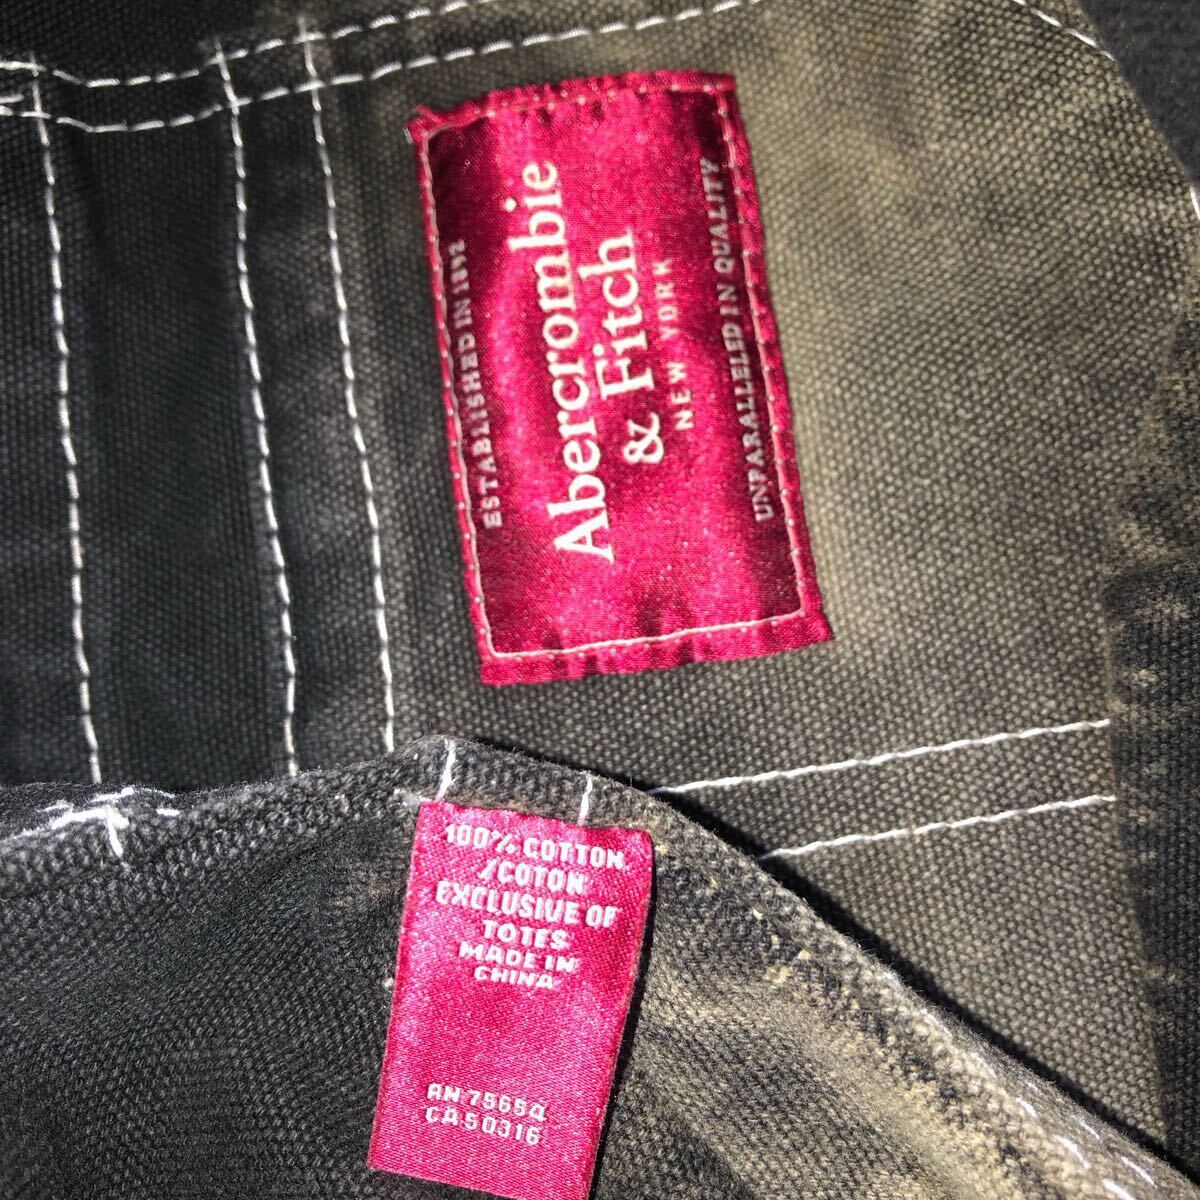 ESTABLISHED IN 1892
Abercrombie
& Fitch
NEW YORK
UNPARALLELED IN QUALITY
100% COTTON
/COTON
EXCLUSIVE OF
TOTES
MADE IN
CHINA
RN 75654
CA 50316